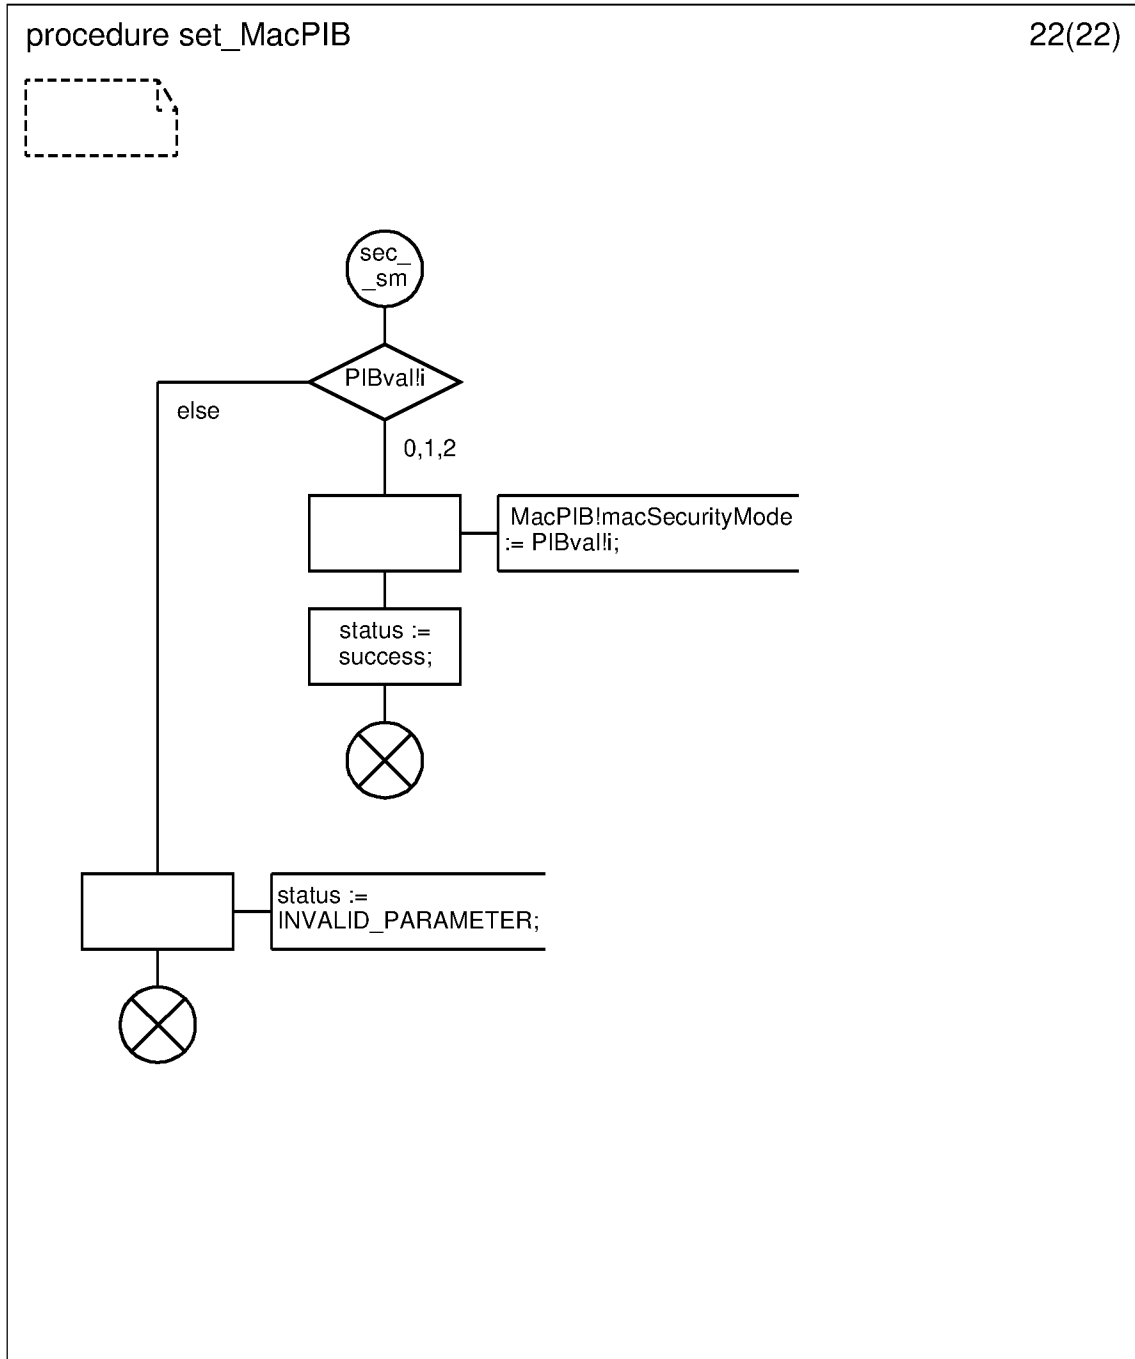 procedure set_MacPIB
22(22)
sec_
_sm
PIBval!i
else
0,1,2
MacPIB!macSecurityMode
:= PIBval!i;
status :=
success;
status :=
INVALID_PARAMETER;